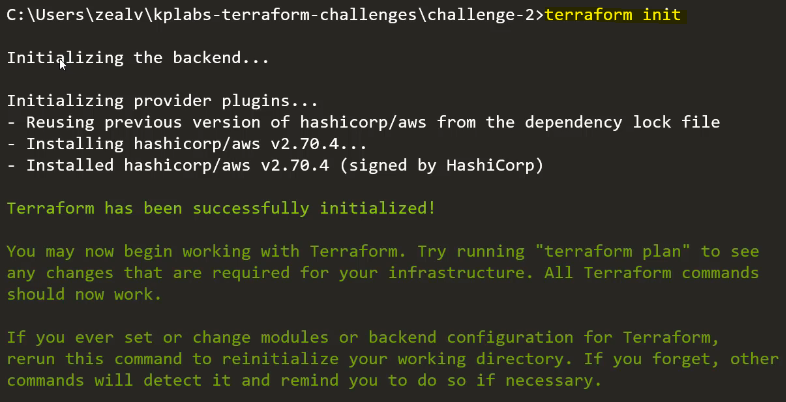 C:\Users\zealv\kplabs-terraform-challenges\challenge-2>terraform init
Initializing the backend...
Initializing provider plugins...
- Reusing previous version of hashicorp/aws from the dependency lock file
- Installing hashicorp/aws v2.70.4...
- Installed hashicorp/aws v2.70.4 (signed by HashiCorp)
Terraform has been successfully initialized!
You may now begin working with Terraform. Try running "terraform plan" to see
any changes that are required for your infrastructure. All Terraform commands
should now work.
If you ever set or change modules or backend configuration for Terraform,
rerun this command to reinitialize your working directory. If you forget, other
commands will detect it and remind you to do so if necessary.